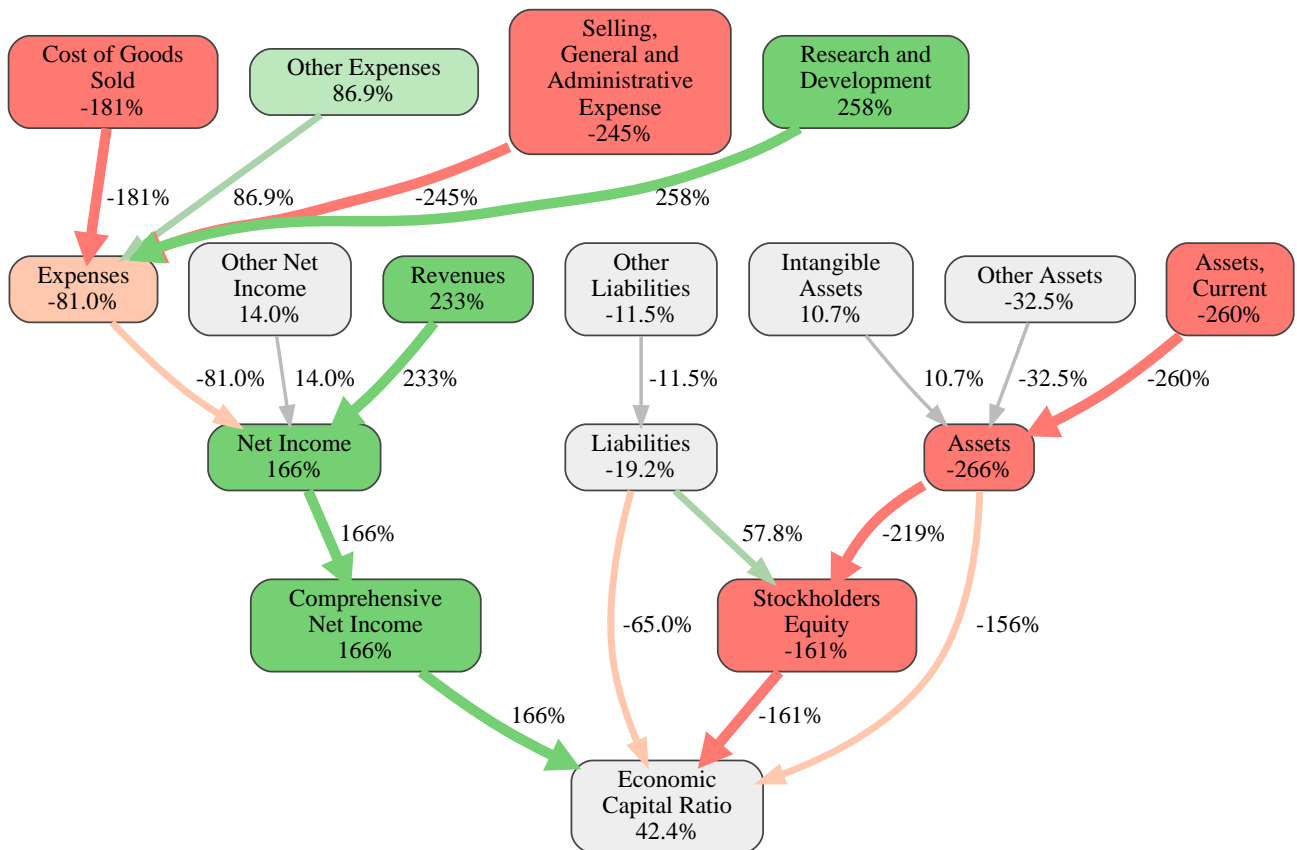 Cost of Goods
Sold
-181%
Other Expenses
86.9%
Selling,
General and
Administrative
Expense
-245%
Research and
Development
258%
-181%
86.9%
-245%
258%
Expenses
-81.0%
Other Net
Income
14.0%
Revenues
233%
Other
Liabilities
-11.5%
Intangible
Assets
10.7%
Other Assets
-32.5%
Assets,
Current
-260%
-81.0%
14.0%
233%
-11.5%
10.7%
-32.5%
-260%
Net Income
166%
Liabilities
-19.2%
Assets
-266%
166%
57.8%
-219%
Comprehensive
Net Income
166%
-65.0%
Stockholders
Equity
-161%
-156%
166%
-161%
Economic
Capital Ratio
42.4%